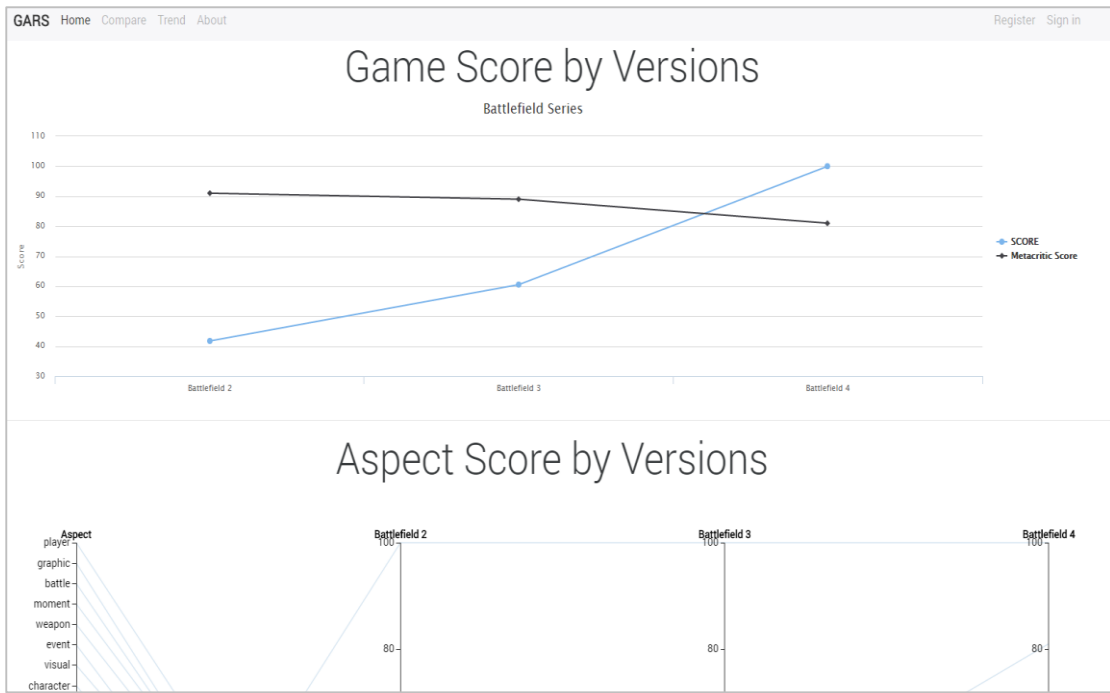 GARS Home Compare Trend About Register Sign in
Game Score by Versions
Battlefield Series
110
100
90
80
70
60
50
40
30
Score
Battlefield 2 Battlefield 3 Battlefield 4
SCORE
Metacritic Score
Aspect Score by Versions
Aspect Battlefield 2 Battlefield 3 Battlefield 4
player 100 100 100
graphic
battle
moment
weapon
event 80 80 80
visual
character